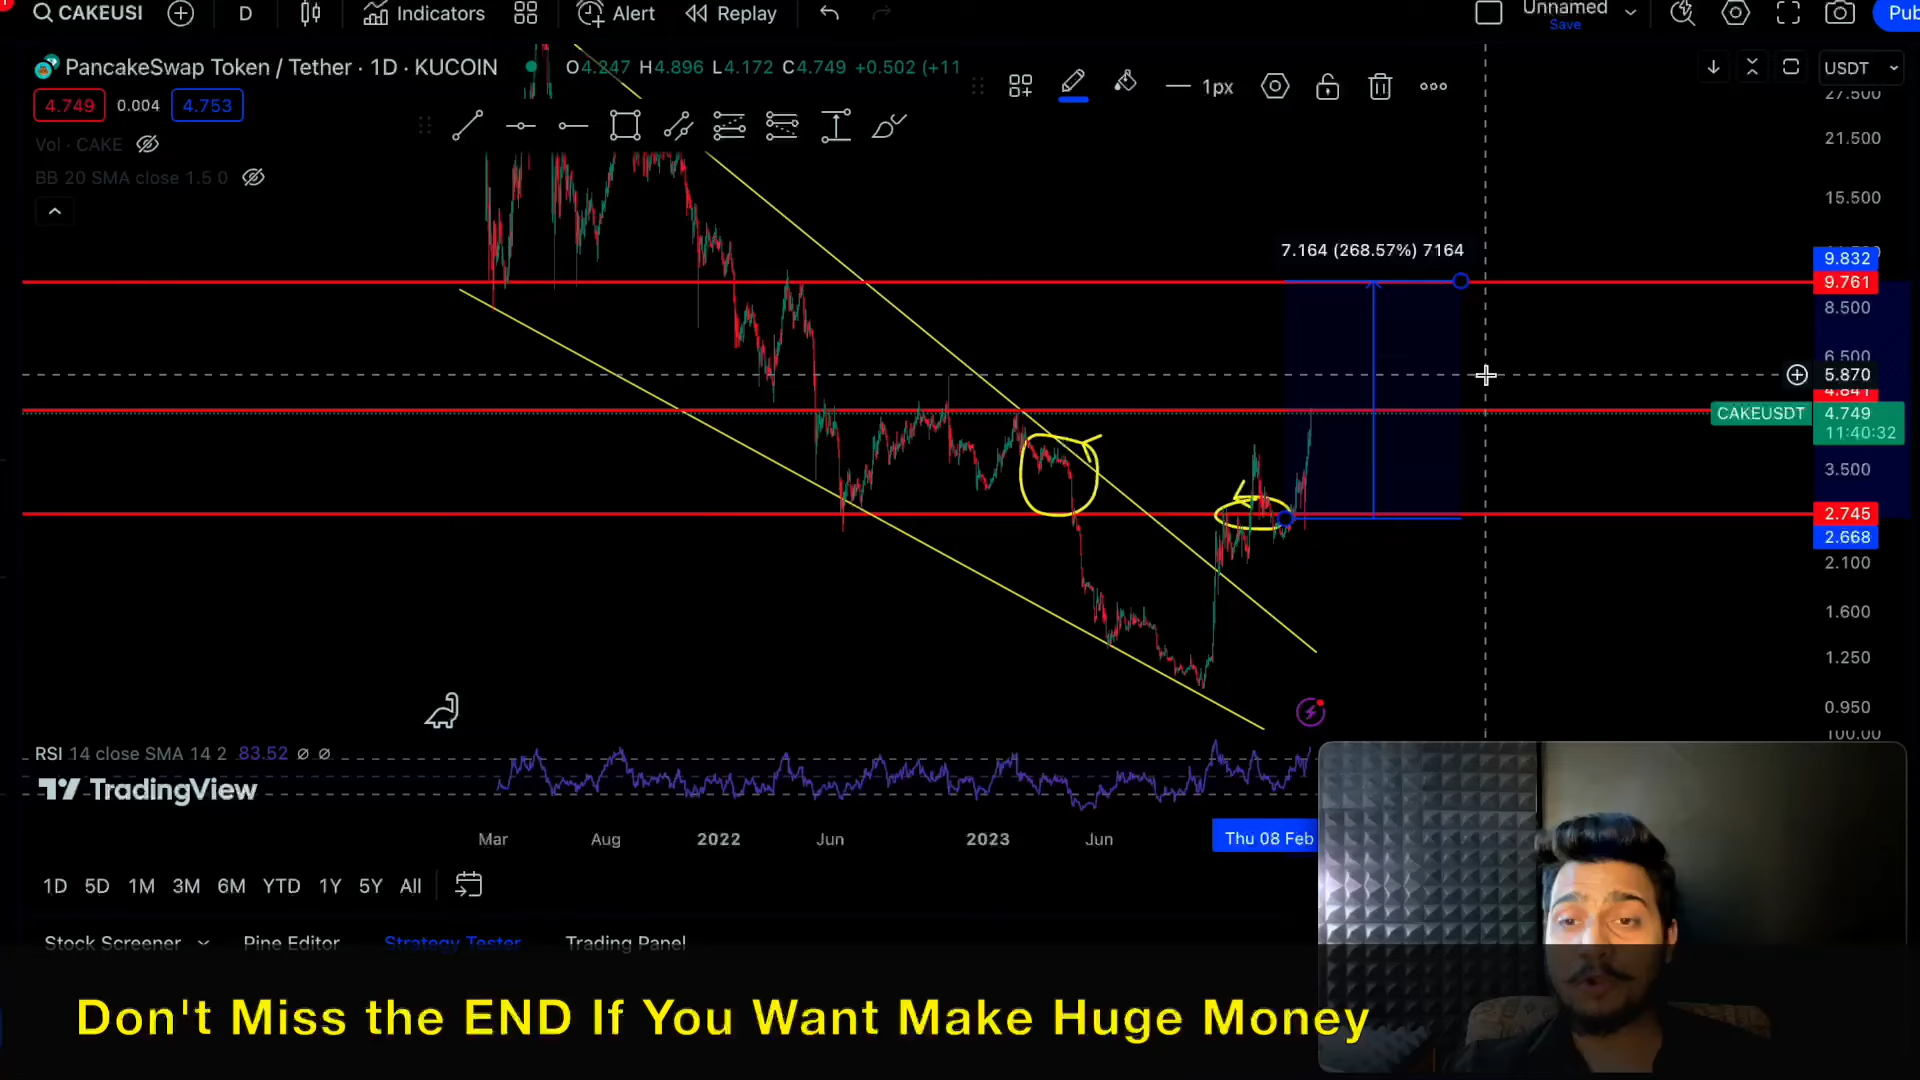 CAKEUSI
D
Indicators
Alert
Replay
Unnamed
Save
Pub
PancakeSwap Token / Tether · 1D · KUCOIN
O4.247 H4.896 L4.172 C4.749 +0.502 (+11
1px
USDT
4.749
0.004
4.753
Vol · CAKE
BB 20 SMA close 1.5 0
27.500
21.500
15.500
7.164 (268.57%) 7164
9.832
9.761
8.500
6.500
5.870
4.841
CAKEUSDT
4.749
11:40:32
3.500
2.745
2.668
2.100
1.600
1.250
0.950
100.00
RSI 14 close SMA 14 2 83.52 ∅ ∅
TradingView
Mar
Aug
2022
Jun
2023
Jun
Thu 08 Feb
1D 5D 1M 3M 6M YTD 1Y 5Y All
Stock Screener
Pine Editor
Strategy Tester
Trading Panel
Don't Miss the END If You Want Make Huge Money